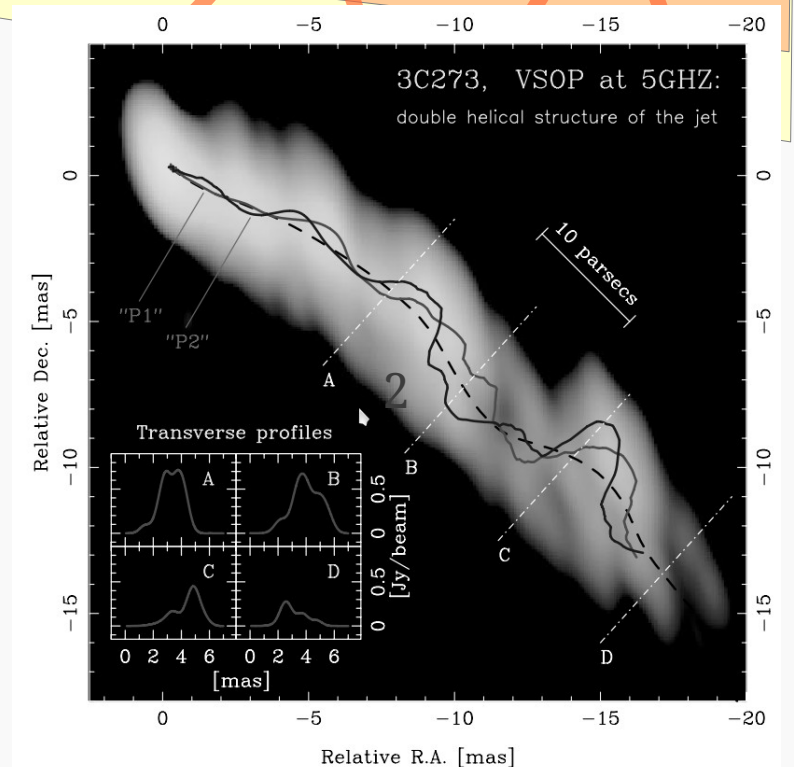 0 −5 −10 −15 −20
3C273, VSOP at 5GHZ:
double helical structure of the jet
0
0
10 parsecs
"P1"
"P2"
−5
−5
Relative Dec. [mas]
A
2
B
Transverse profiles
−10
−10
A B
0.5
0
C D
0.5
0
[Jy/beam]
C
−15
−15
D
0 2 4 6 0 2 4 6
[mas]
0 −5 −10 −15 −20
Relative R.A. [mas]